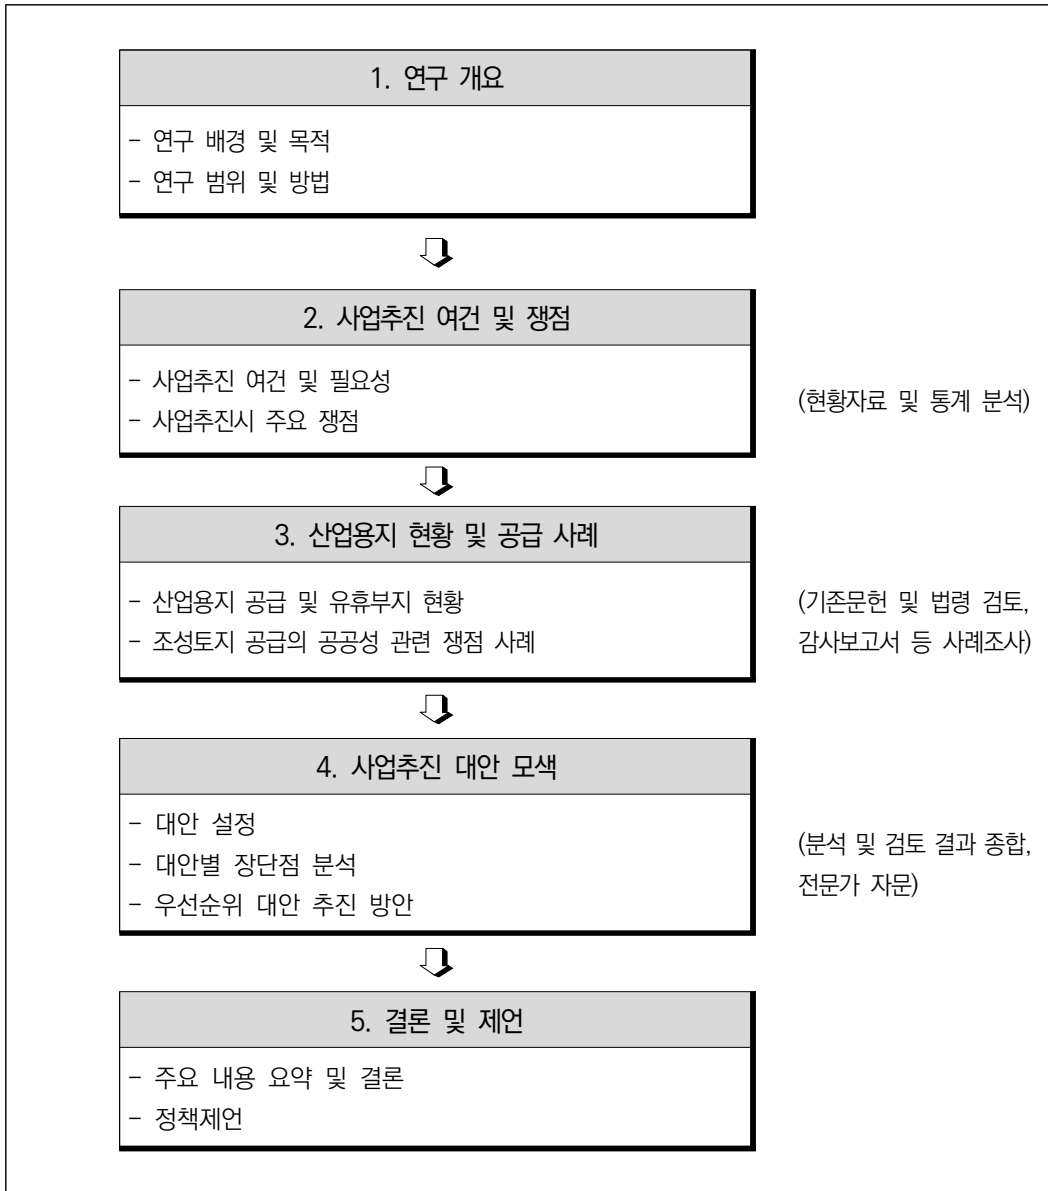 1. 연구 개요
- 연구 배경 및 목적
- 연구 범위 및 방법
2. 사업추진 여건 및 쟁점
- 사업추진 여건 및 필요성
- 사업추진시 주요 쟁점
(현황자료 및 통계 분석)
3. 산업용지 현황 및 공급 사례
- 산업용지 공급 및 유휴부지 현황
- 조성토지 공급의 공공성 관련 쟁점 사례
(기존문헌 및 법령 검토,
감사보고서 등 사례조사)
4. 사업추진 대안 모색
- 대안 설정
- 대안별 장단점 분석
- 우선순위 대안 추진 방안
(분석 및 검토 결과 종합,
전문가 자문)
5. 결론 및 제언
- 주요 내용 요약 및 결론
- 정책제언